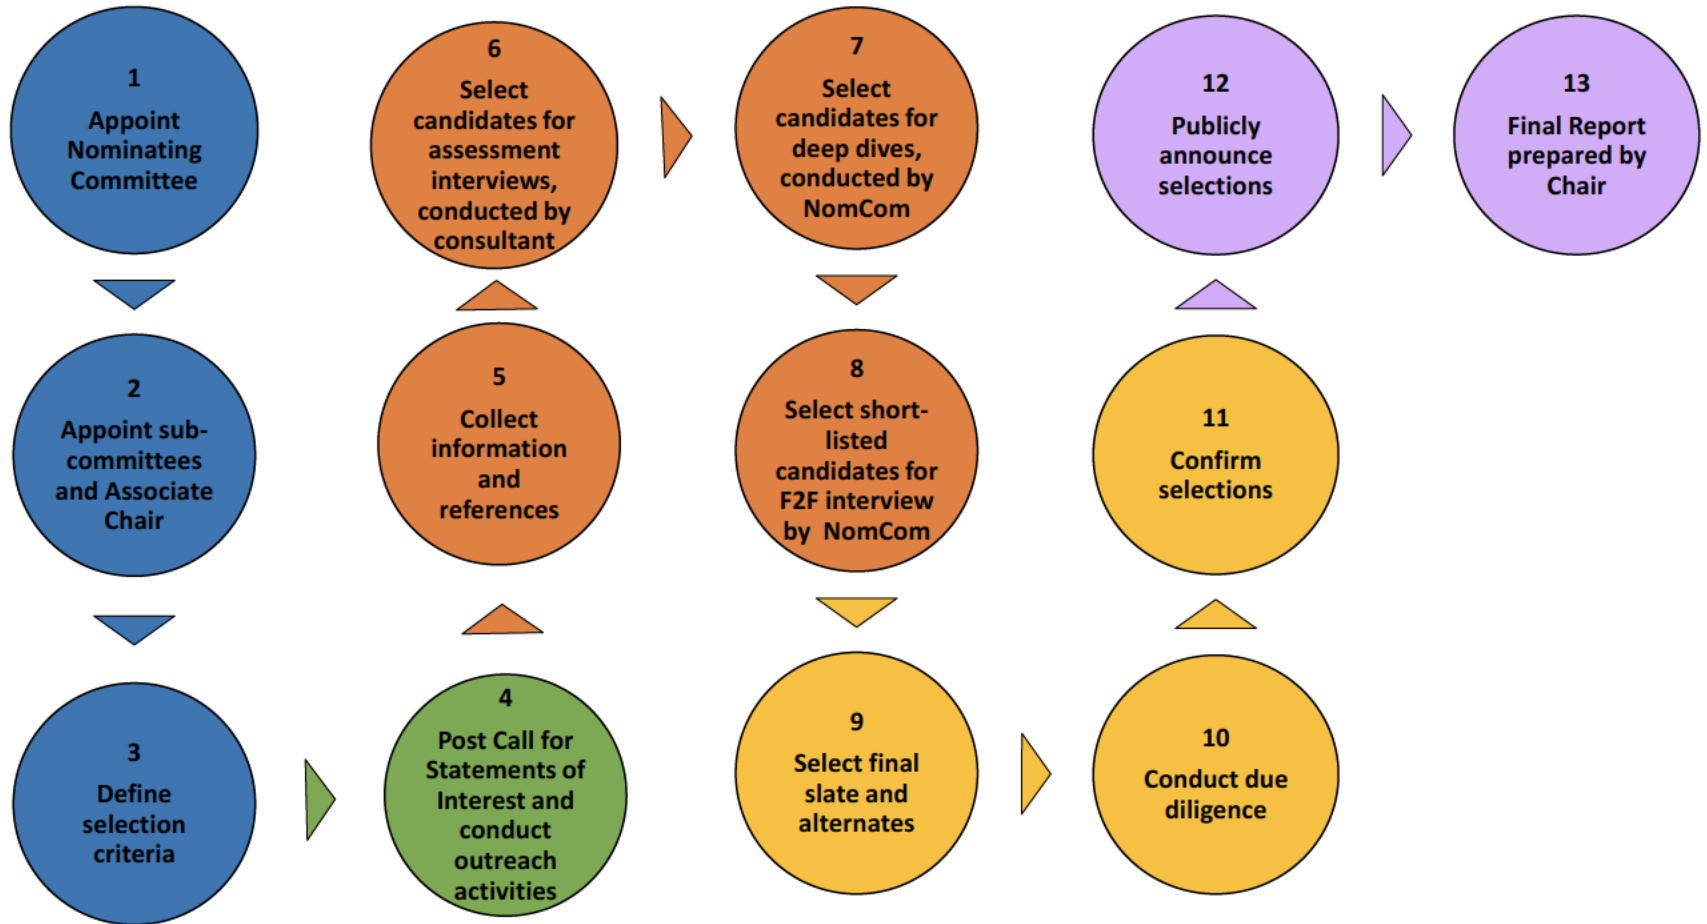 1
Appoint
Nominating
Committee
2
Appoint sub-
committees
and Associate
Chair
3
Define
selection
criteria
4
Post Call for
Statements of
Interest and
conduct
outreach
activities
5
Collect
information
and
references
6
Select
candidates for
assessment
interviews,
conducted by
consultant
7
Select
candidates for
deep dives,
conducted by
NomCom
8
Select short-
listed
candidates for
F2F interview
by  NomCom
9
Select final
slate and
alternates
10
Conduct due
diligence
11
Confirm
selections
12
Publicly
announce
selections
13
Final Report
prepared by
Chair